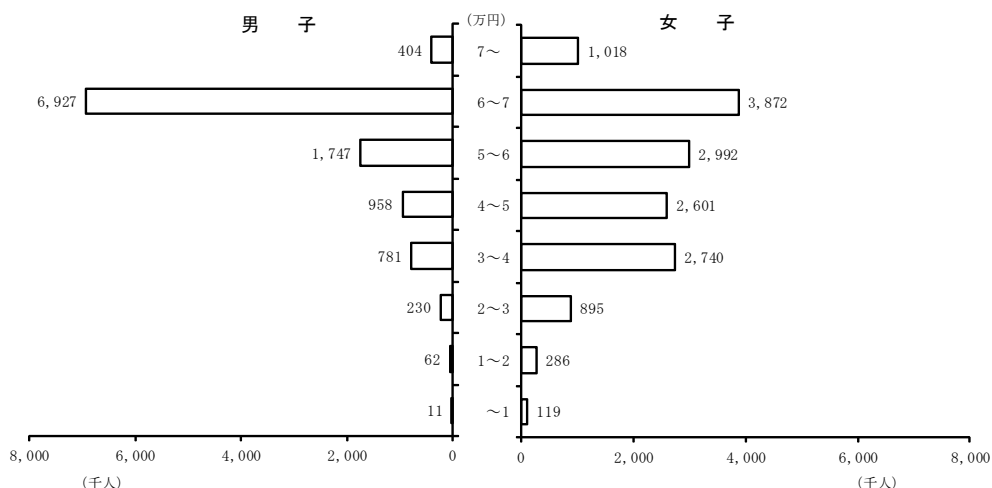 男　子 (万円) 女　子
404 7～ 1,018
6,927 6～7 3,872
1,747 5～6 2,992
958 4～5 2,601
781 3～4 2,740
230 2～3 895
62 1～2 286
11 ～1 119
8,000 6,000 4,000 2,000 0 0 2,000 4,000 6,000 8,000
(千人) (千人)